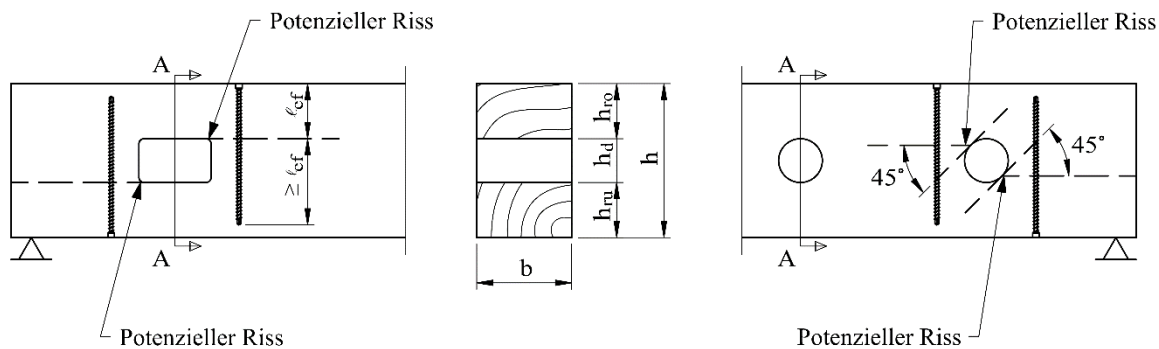 Potenzieller Riss
A
ℓcf
≥ ℓcf
A
Potenzieller Riss
hro
hd
hru
h
b
Potenzieller Riss
A
45°
45°
A
Potenzieller Riss